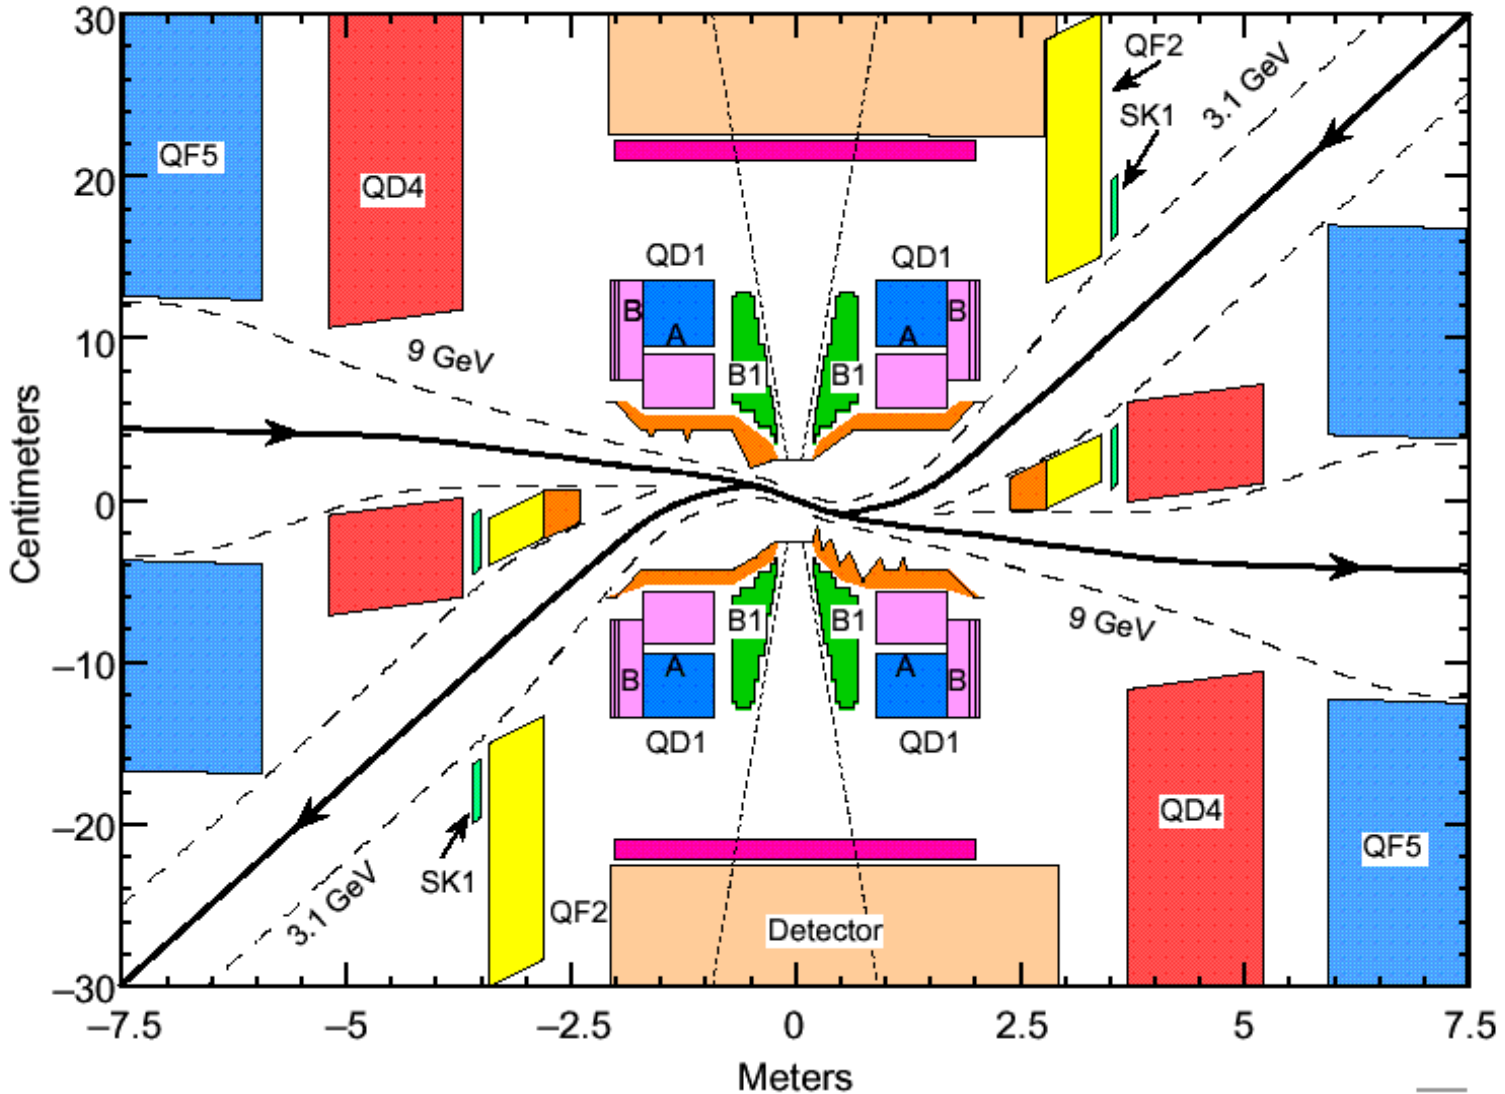 30
QF2
3.1 GeV
SK1
QF5
20
QD4
QD1
QD1
B
B
A
A
10
9 GeV
B1
B1
Centimeters
0
B1
B1
9 GeV
A
A
–10
B
B
QD1
QD1
QD4
–20
QF5
SK1
3.1 GeV
QF2
Detector
–30
–7.5
–5
–2.5
0
2.5
5
7.5
Meters